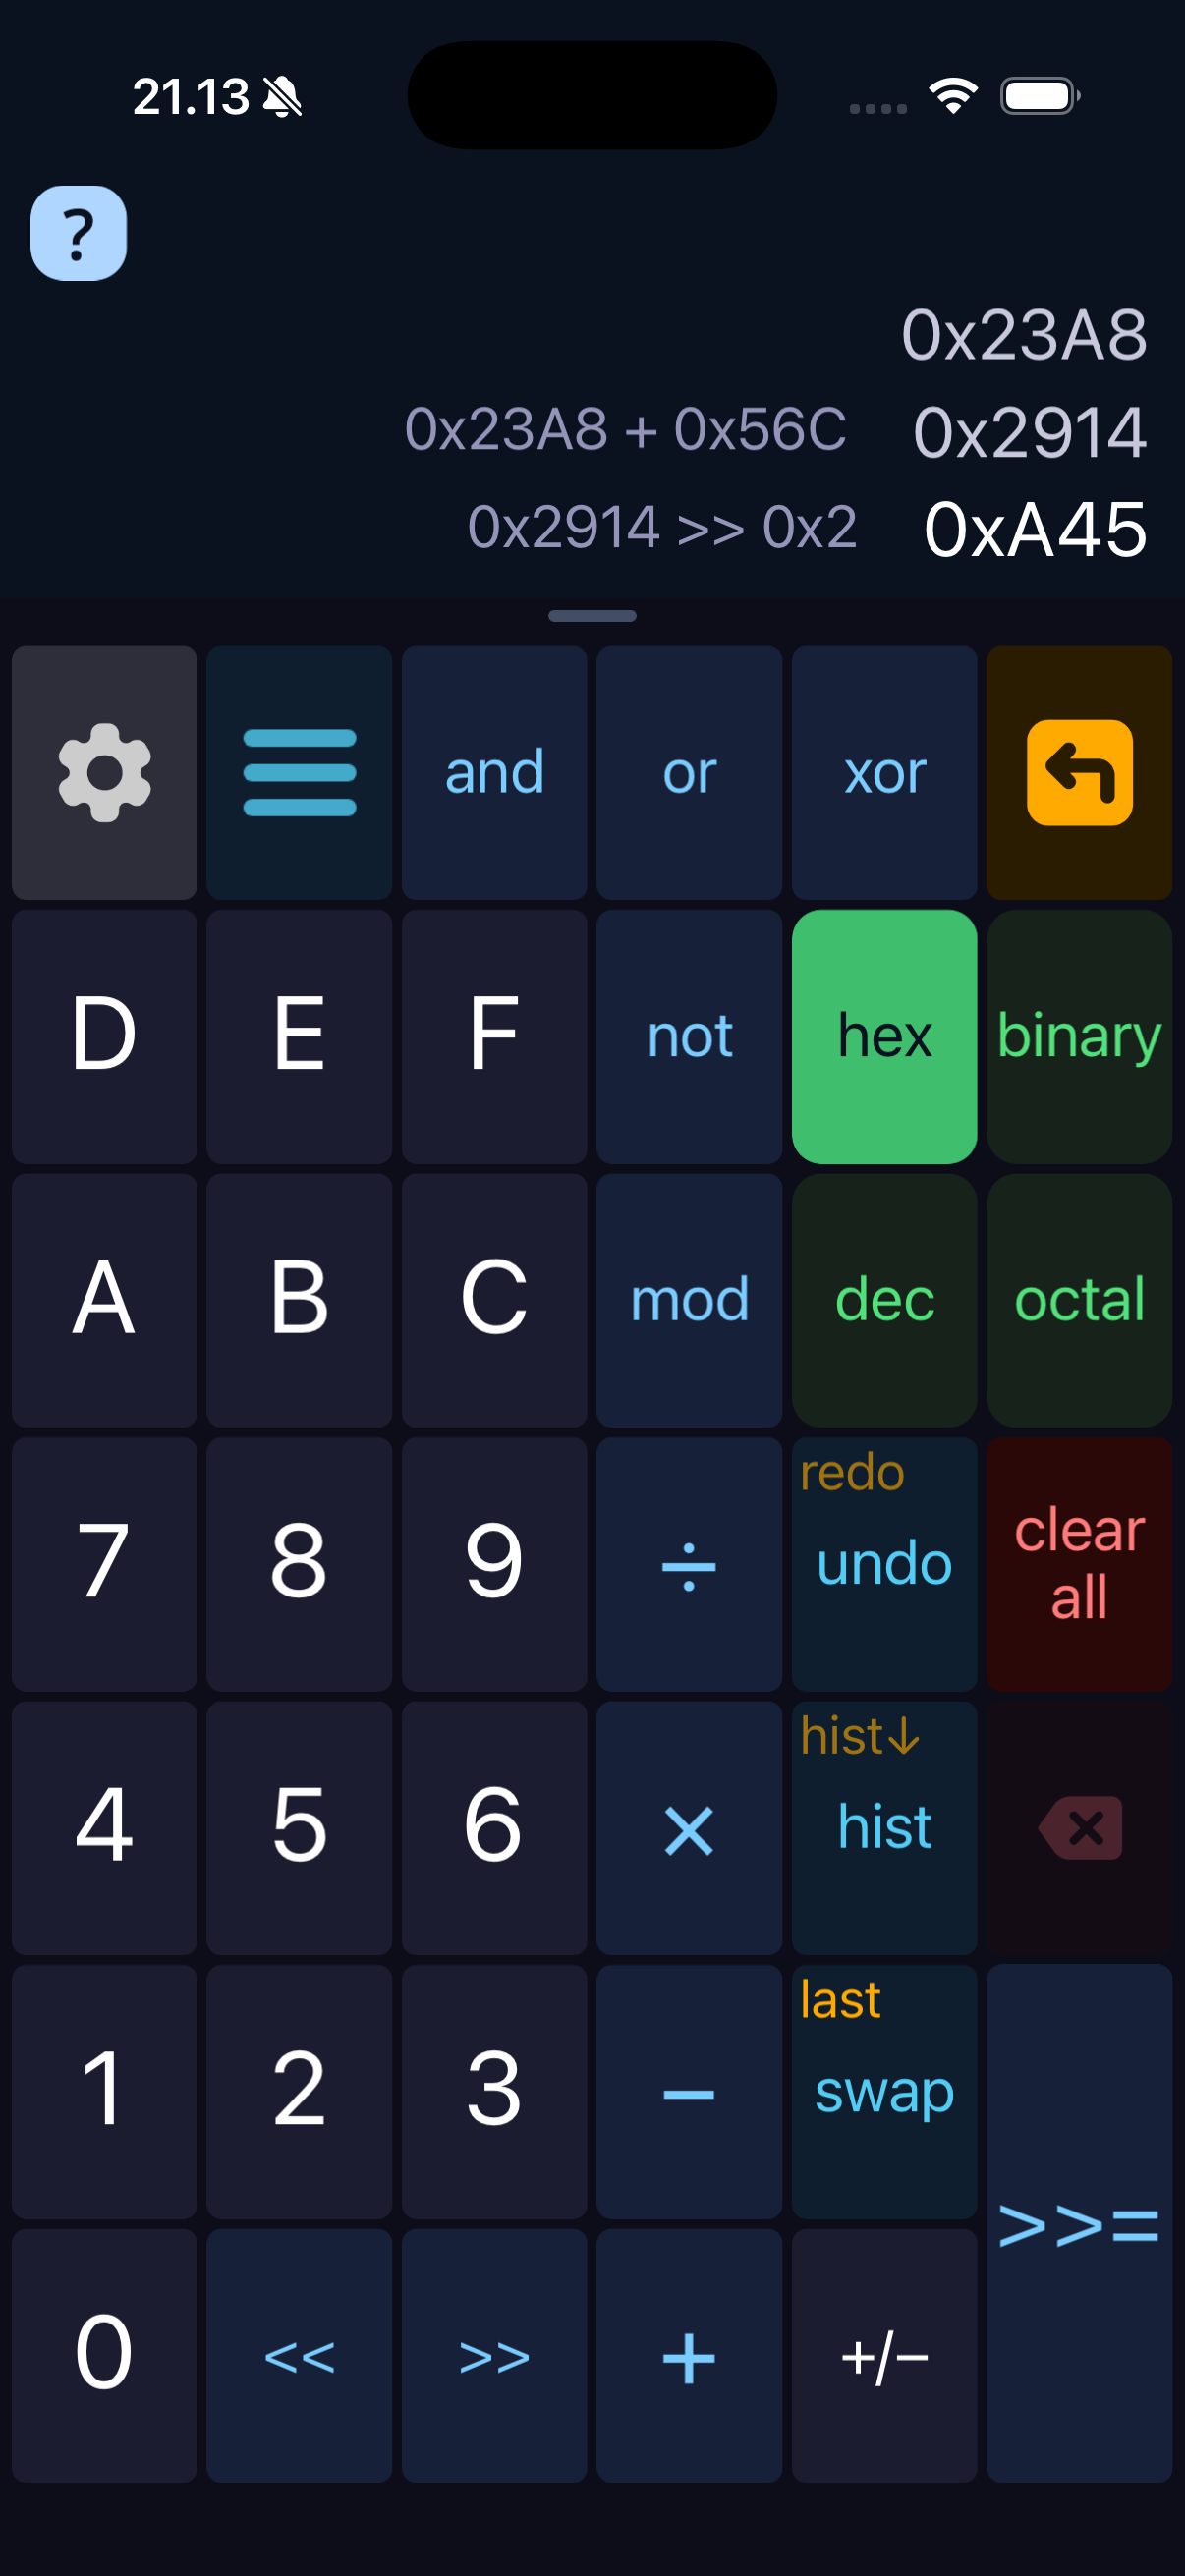 21.13
?
0x23A8
0x23A8 + 0x56C 0x2914
0x2914 >> 0x2 0xA45
and or xor
D E F not hex binary
A B C mod dec octal
7 8 9 ÷ redo undo clear all
4 5 6 × hist↓ hist
1 2 3 − last swap
0 << >> + +/− >>=